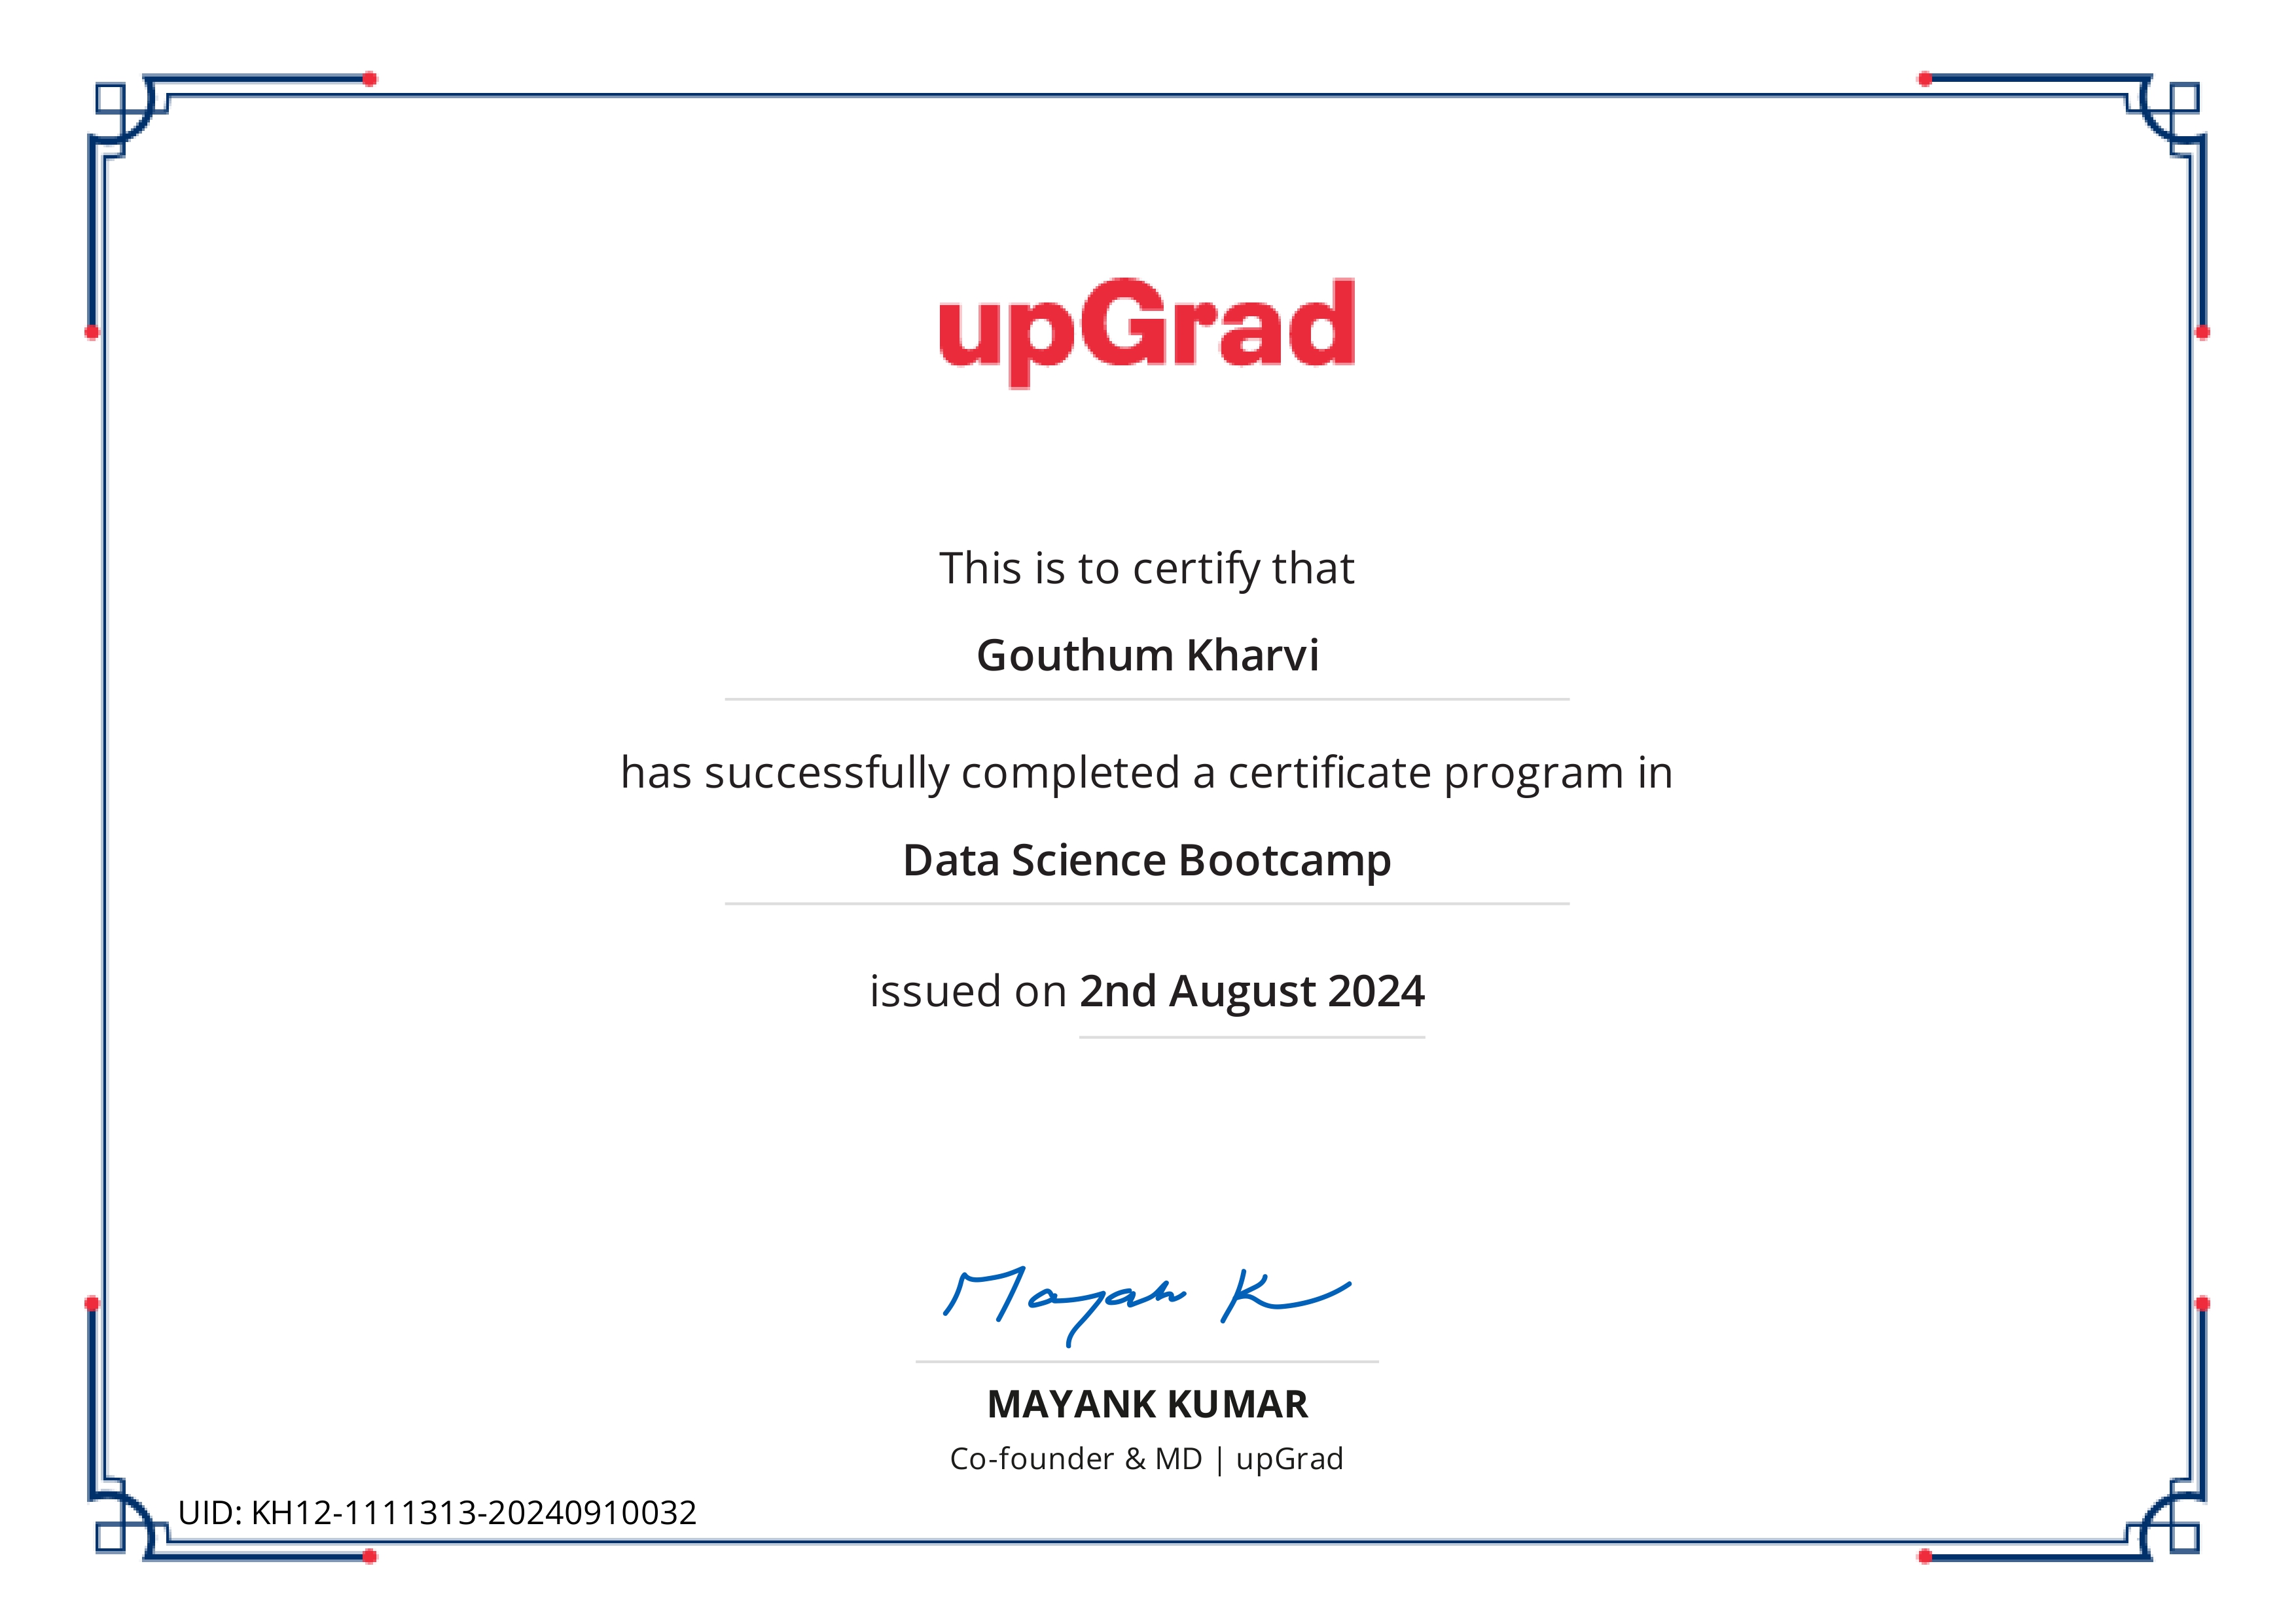 upGrad
This is to certify that
Gouthum Kharvi
has successfully completed a certificate program in
Data Science Bootcamp
issued on 2nd August 2024
Mayank K
MAYANK KUMAR
Co-founder & MD | upGrad
UID: KH12-1111313-20240910032